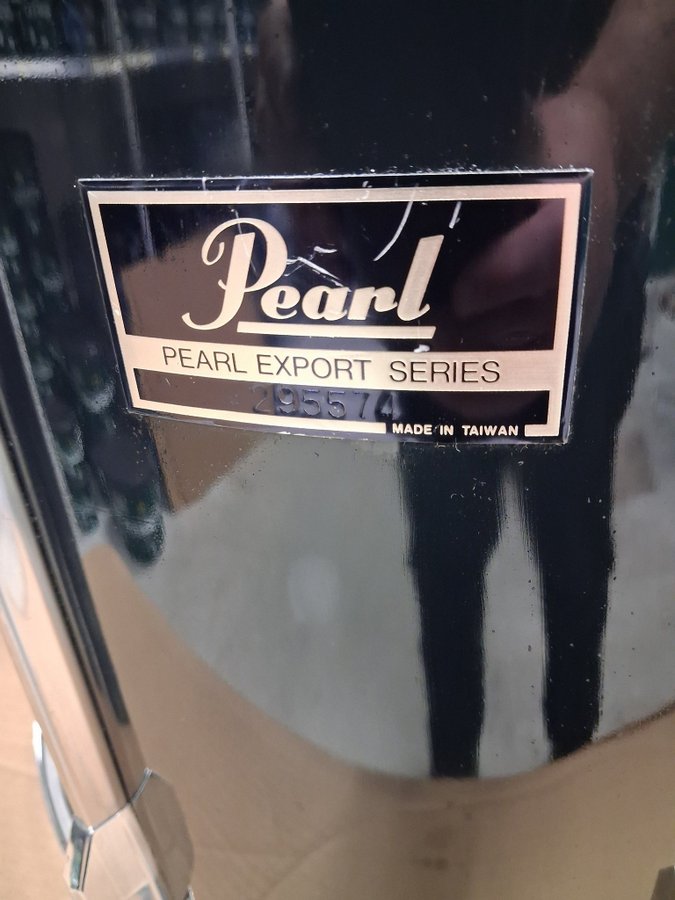 Pearl
PEARL EXPORT SERIES
295574
MADE IN TAIWAN